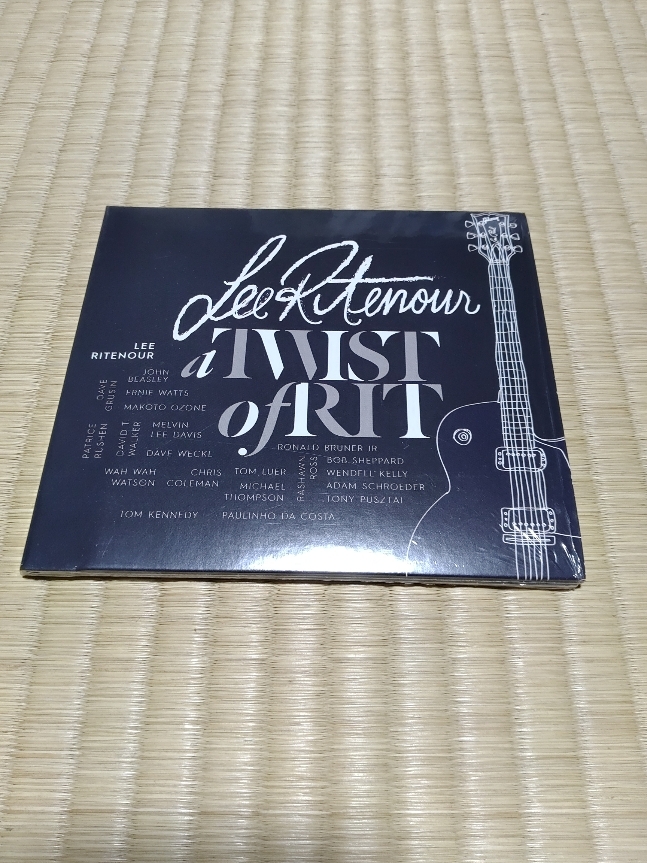 Lee Ritenour
a TWIST
of RIT
LEE
RITENOUR
JOHN
BEASLEY
DAVE
GRUSIN
ERNIE WATTS
MAKOTO OZONE
PATRICE
RUSHEN
DAVID T
WALKER
MELVIN
LEE DAVIS
DAVE WECKL
RONALD BRUNER JR
RASHAWN
ROSS
BOB SHEPPARD
WENDELL KELLY
ADAM SCHROEDER
TONY PUSZTAI
WAH WAH
WATSON
CHRIS
COLEMAN
TOM LUER
MICHAEL
THOMPSON
TOM KENNEDY
PAULINHO DA COSTA